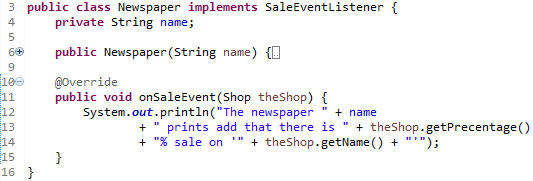 3 public class Newspaper implements SaleEventListener {
4     private String name;
5
6     public Newspaper(String name) {
9
10     @Override
11     public void onSaleEvent(Shop theShop) {
12         System.out.println("The newspaper " + name
13                 + " prints add that there is " + theShop.getPrecentage()
14                 + "% sale on '" + theShop.getName() + "'");
15     }
16 }